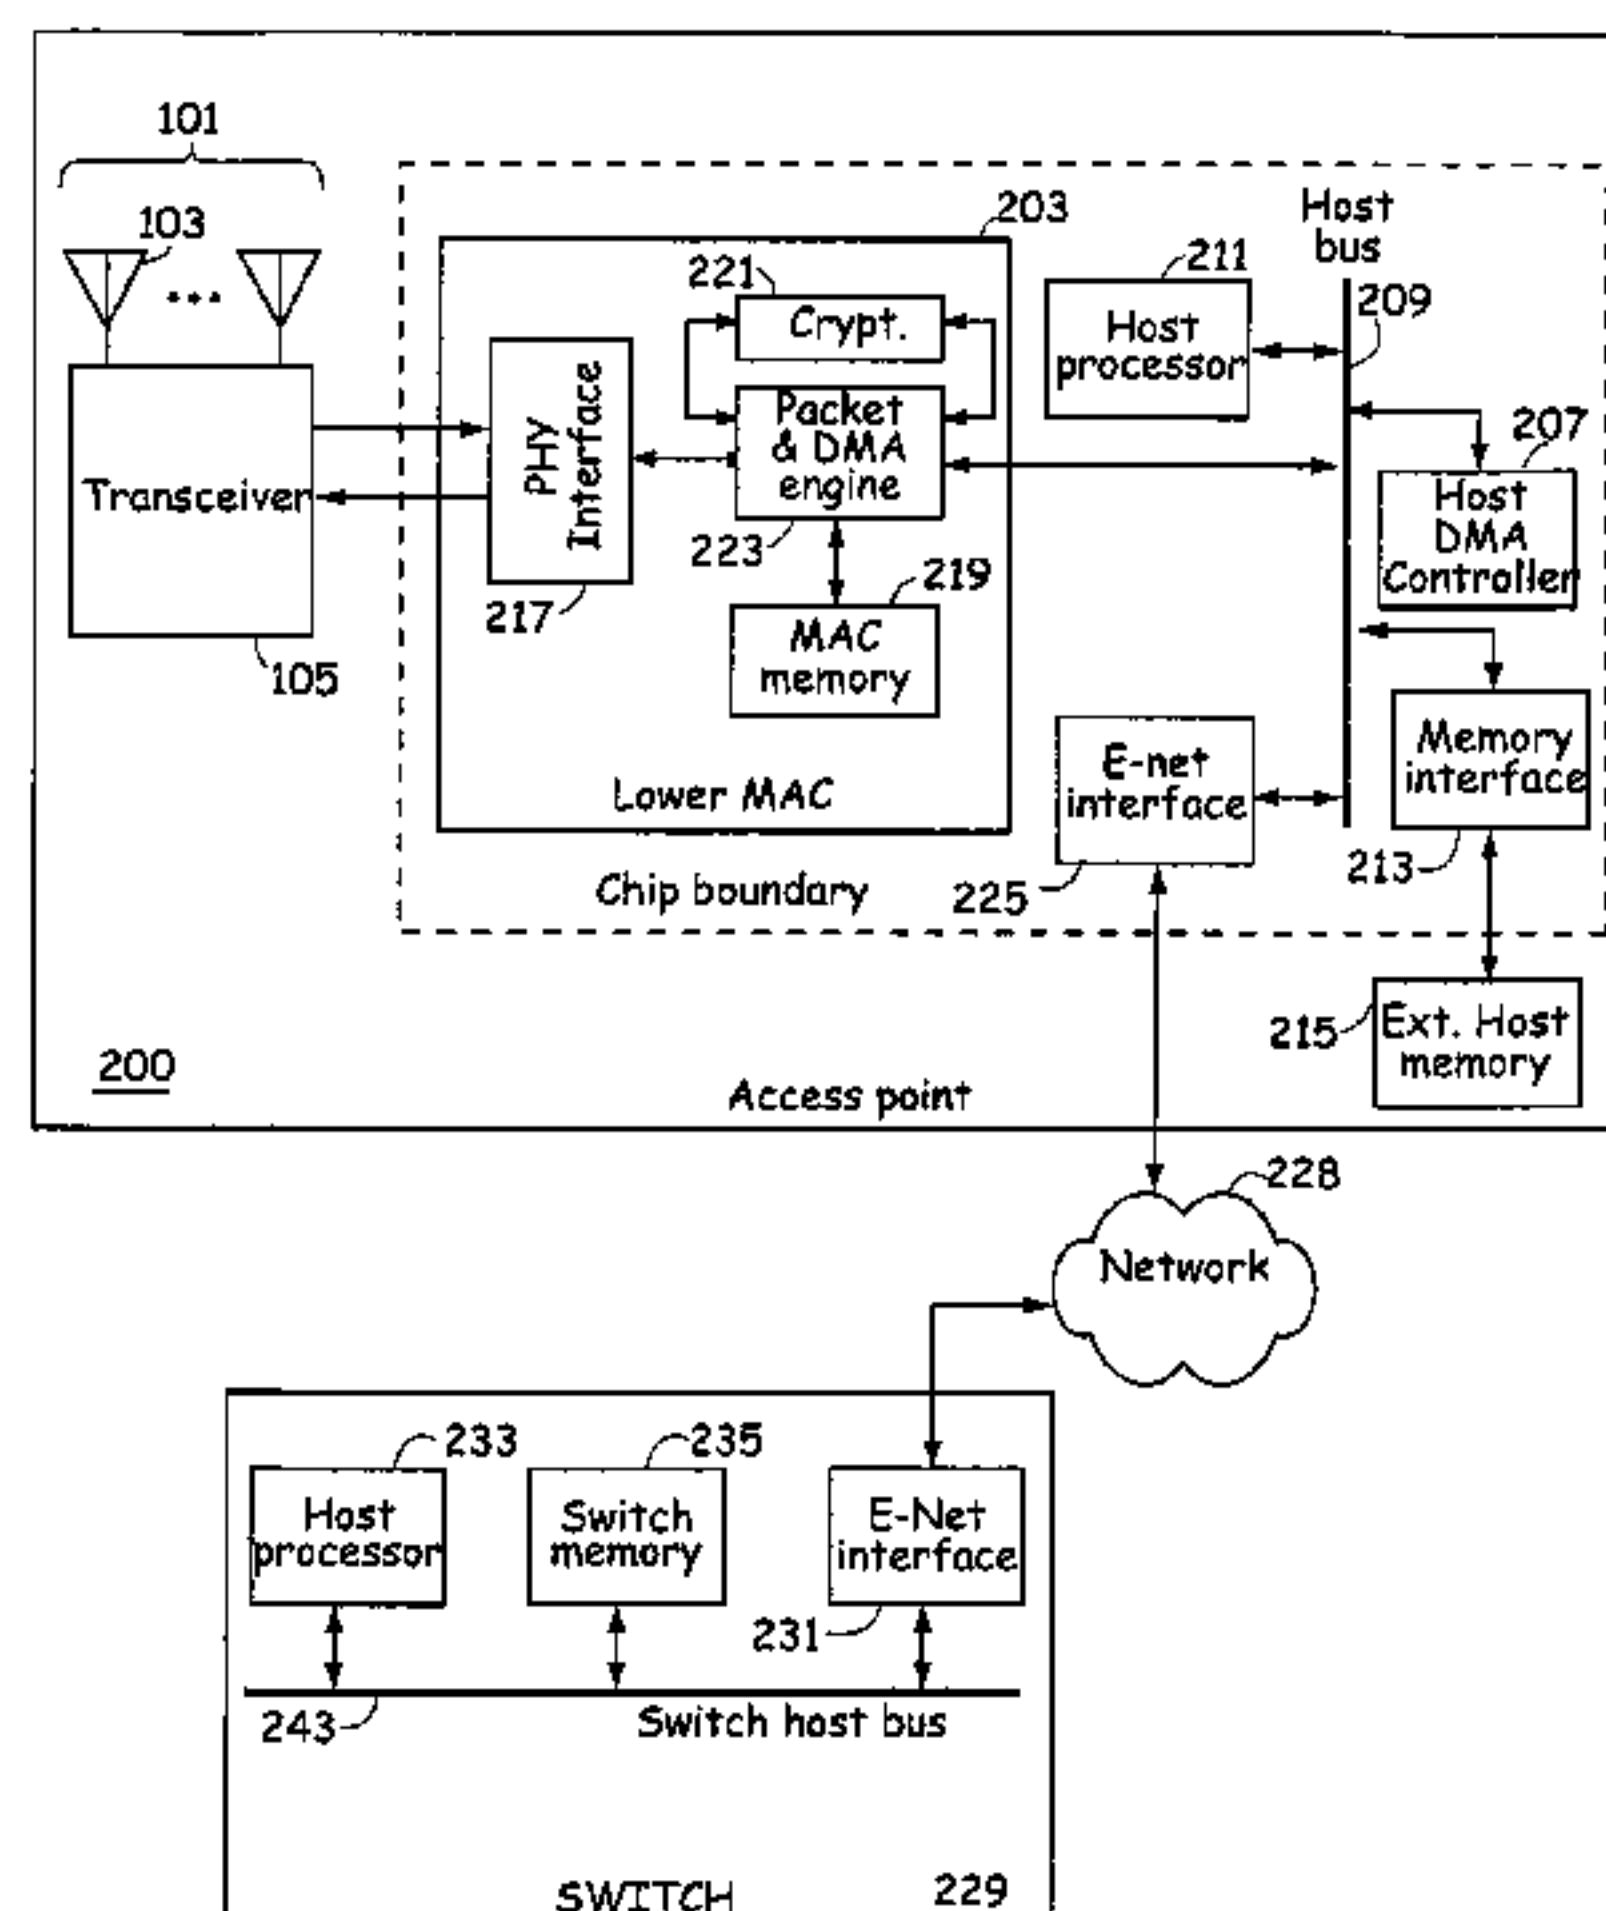 101
103
203
Host
bus
221
211
209
Crypt.
Host
processor
PHY
Interface
Packet
& DMA
engine
207
Transceiver
Host
DMA
Controller
223
219
217
MAC
memory
105
E-net
interface
Memory
interface
Lower MAC
213
Chip boundary
225
215
Ext. Host
memory
200
Access point
228
Network
233
235
Host
processor
Switch
memory
E-Net
interface
231
243
Switch host bus
SWITCH
229